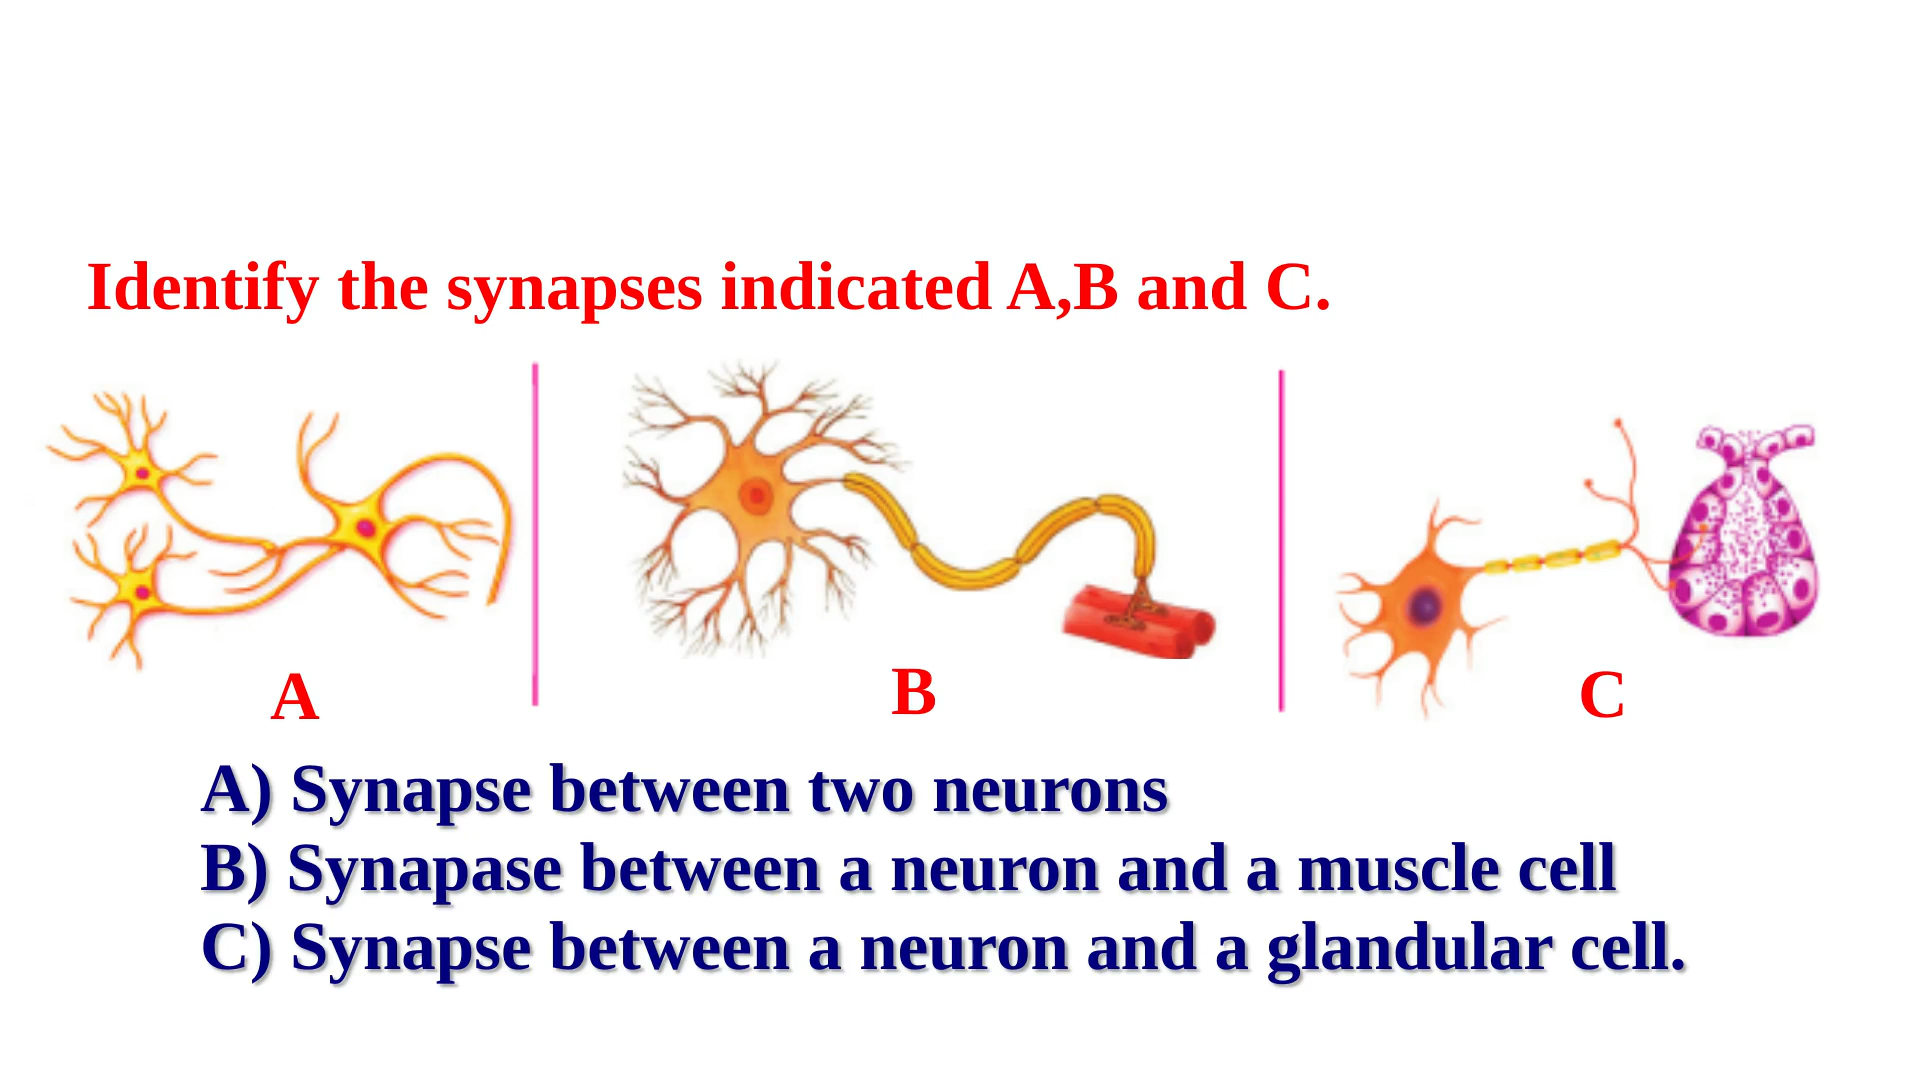 Identify the synapses indicated A,B and C.
A
B
C
A) Synapse between two neurons
B) Synapase between a neuron and a muscle cell
C) Synapse between a neuron and a glandular cell.